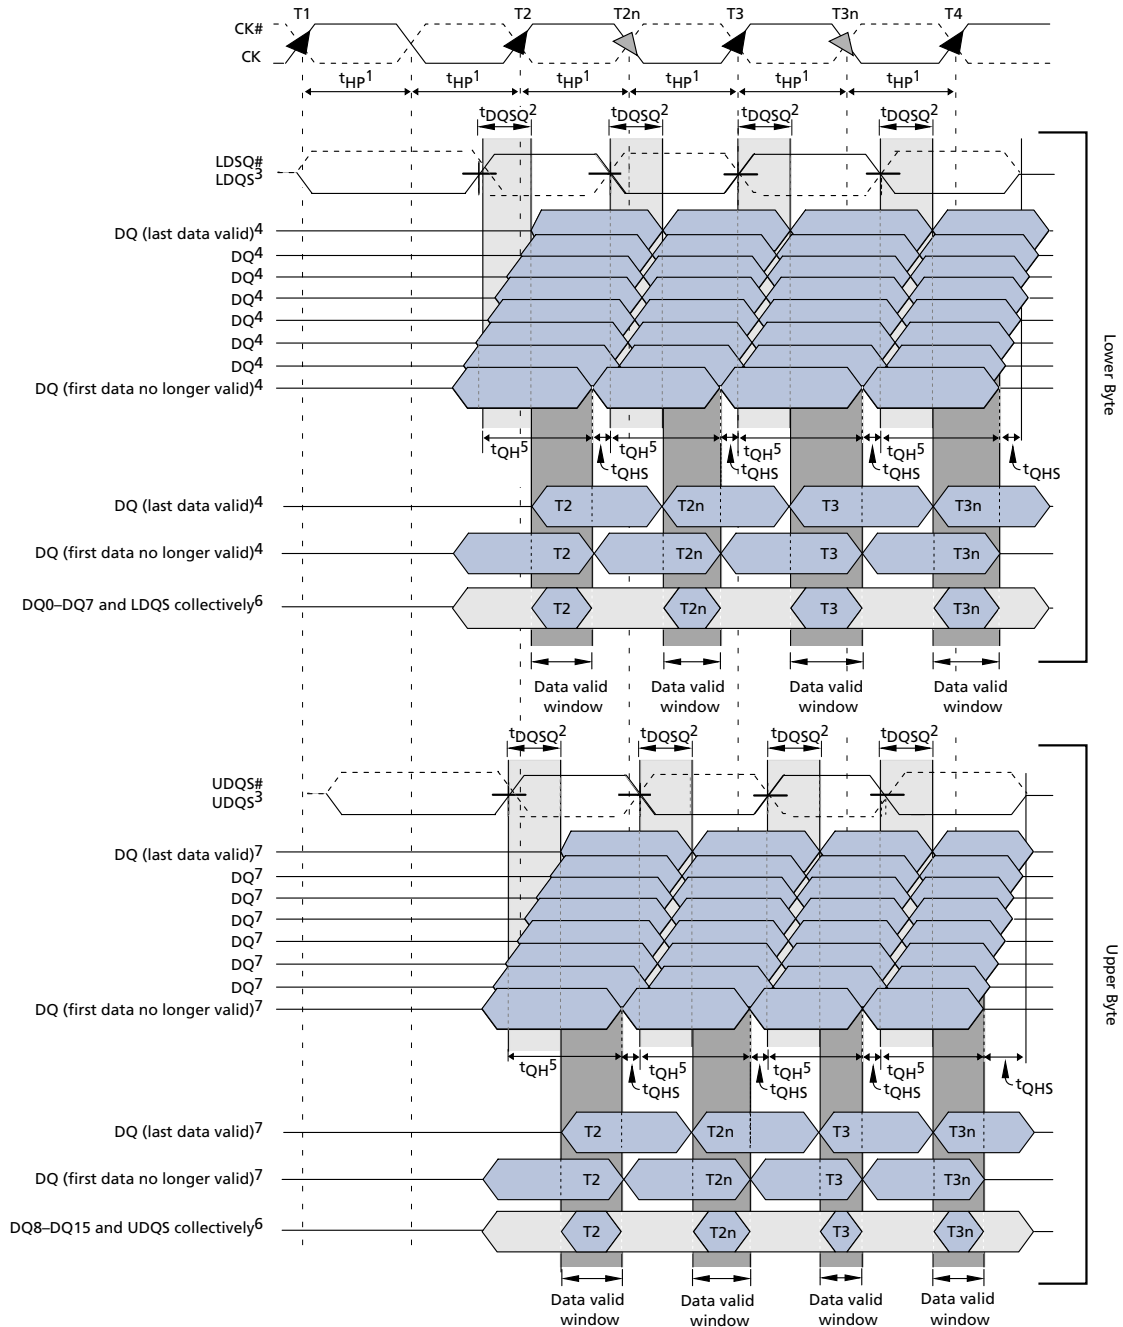 T1 T2 T2n T3 T3n T4
CK#
CK
tHP1 tHP1 tHP1 tHP1 tHP1 tHP1
tDQSQ2 tDQSQ2 tDQSQ2 tDQSQ2
LDSQ#
LDQS3
DQ (last data valid)4
DQ4
DQ4
DQ4
DQ4
DQ4
DQ4
DQ (first data no longer valid)4
Lower Byte
tQH5 tQH5 tQH5 tQH5
tQHS tQHS tQHS tQHS
DQ (last data valid)4 T2 T2n T3 T3n
DQ (first data no longer valid)4 T2 T2n T3 T3n
DQ0–DQ7 and LDQS collectively6 T2 T2n T3 T3n
Data valid window Data valid window Data valid window Data valid window
tDQSQ2 tDQSQ2 tDQSQ2 tDQSQ2
UDQS#
UDQS3
DQ (last data valid)7
DQ7
DQ7
DQ7
DQ7
DQ7
DQ7
DQ (first data no longer valid)7
Upper Byte
tQH5 tQH5 tQH5 tQH5
tQHS tQHS tQHS tQHS
DQ (last data valid)7 T2 T2n T3 T3n
DQ (first data no longer valid)7 T2 T2n T3 T3n
DQ8–DQ15 and UDQS collectively6 T2 T2n T3 T3n
Data valid window Data valid window Data valid window Data valid window